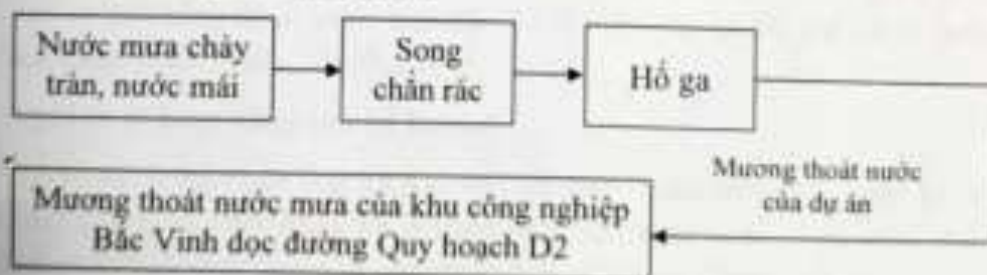 Nước mưa chảy
tràn, nước mái
Song
chắn rác
Hố ga
Mương thoát nước
của dự án
Mương thoát nước mưa của khu công nghiệp
Bắc Vinh dọc đường Quy hoạch D2